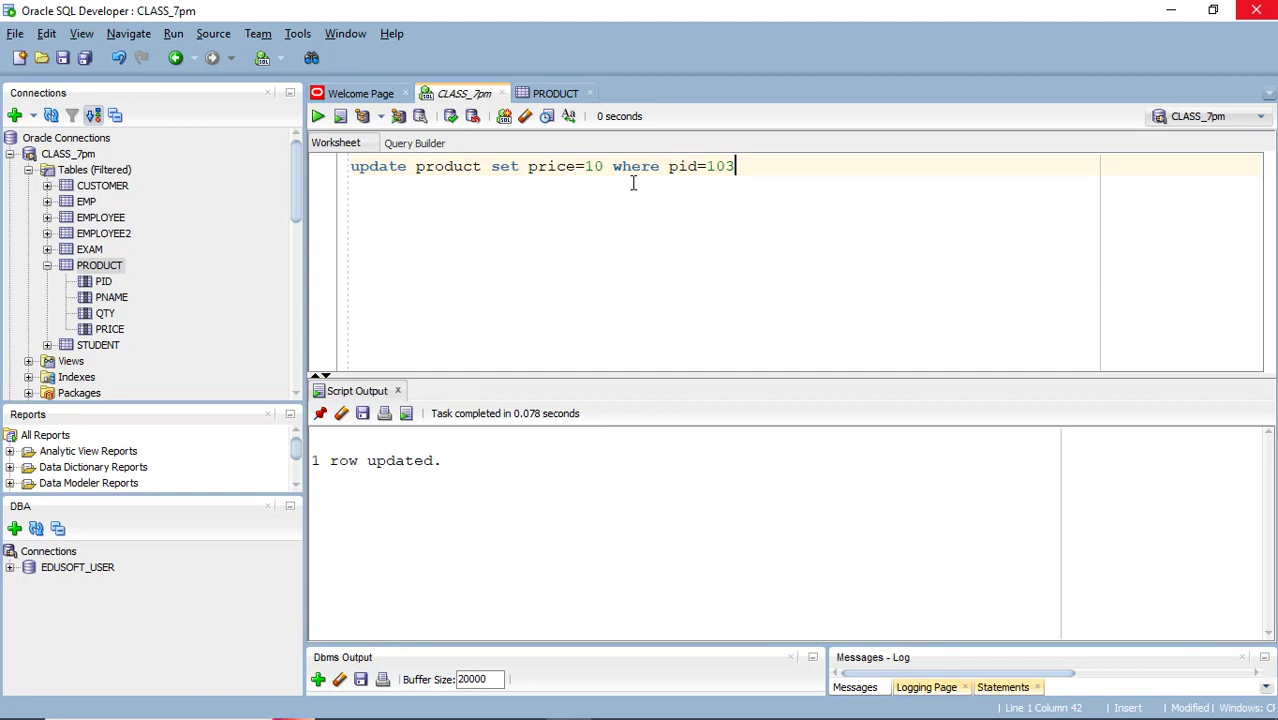 Oracle SQL Developer : CLASS_7pm
File Edit View Navigate Run Source Team Tools Window Help
Connections
Oracle Connections
CLASS_7pm
Tables (Filtered)
CUSTOMER
EMP
EMPLOYEE
EMPLOYEE2
EXAM
PRODUCT
PID
PNAME
QTY
PRICE
STUDENT
Views
Indexes
Packages
Reports
All Reports
Analytic View Reports
Data Dictionary Reports
Data Modeler Reports
DBA
Connections
EDUSOFT_USER
Welcome Page CLASS_7pm PRODUCT
0 seconds CLASS_7pm
Worksheet Query Builder
update product set price=10 where pid=103
Script Output
Task completed in 0.078 seconds
1 row updated.
Dbms Output
Buffer Size: 20000
Messages - Log
Messages Logging Page Statements
Line 1 Column 42 Insert Modified Windows: CF